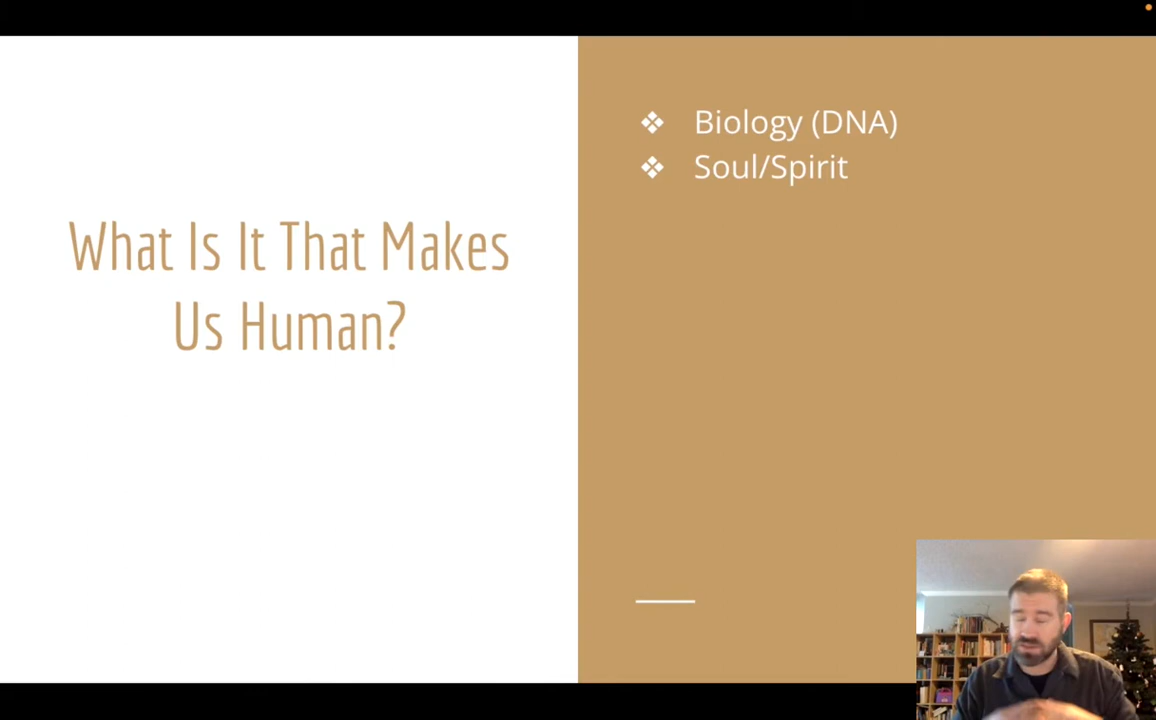 What Is It That Makes
Us Human?
❖ Biology (DNA)
❖ Soul/Spirit